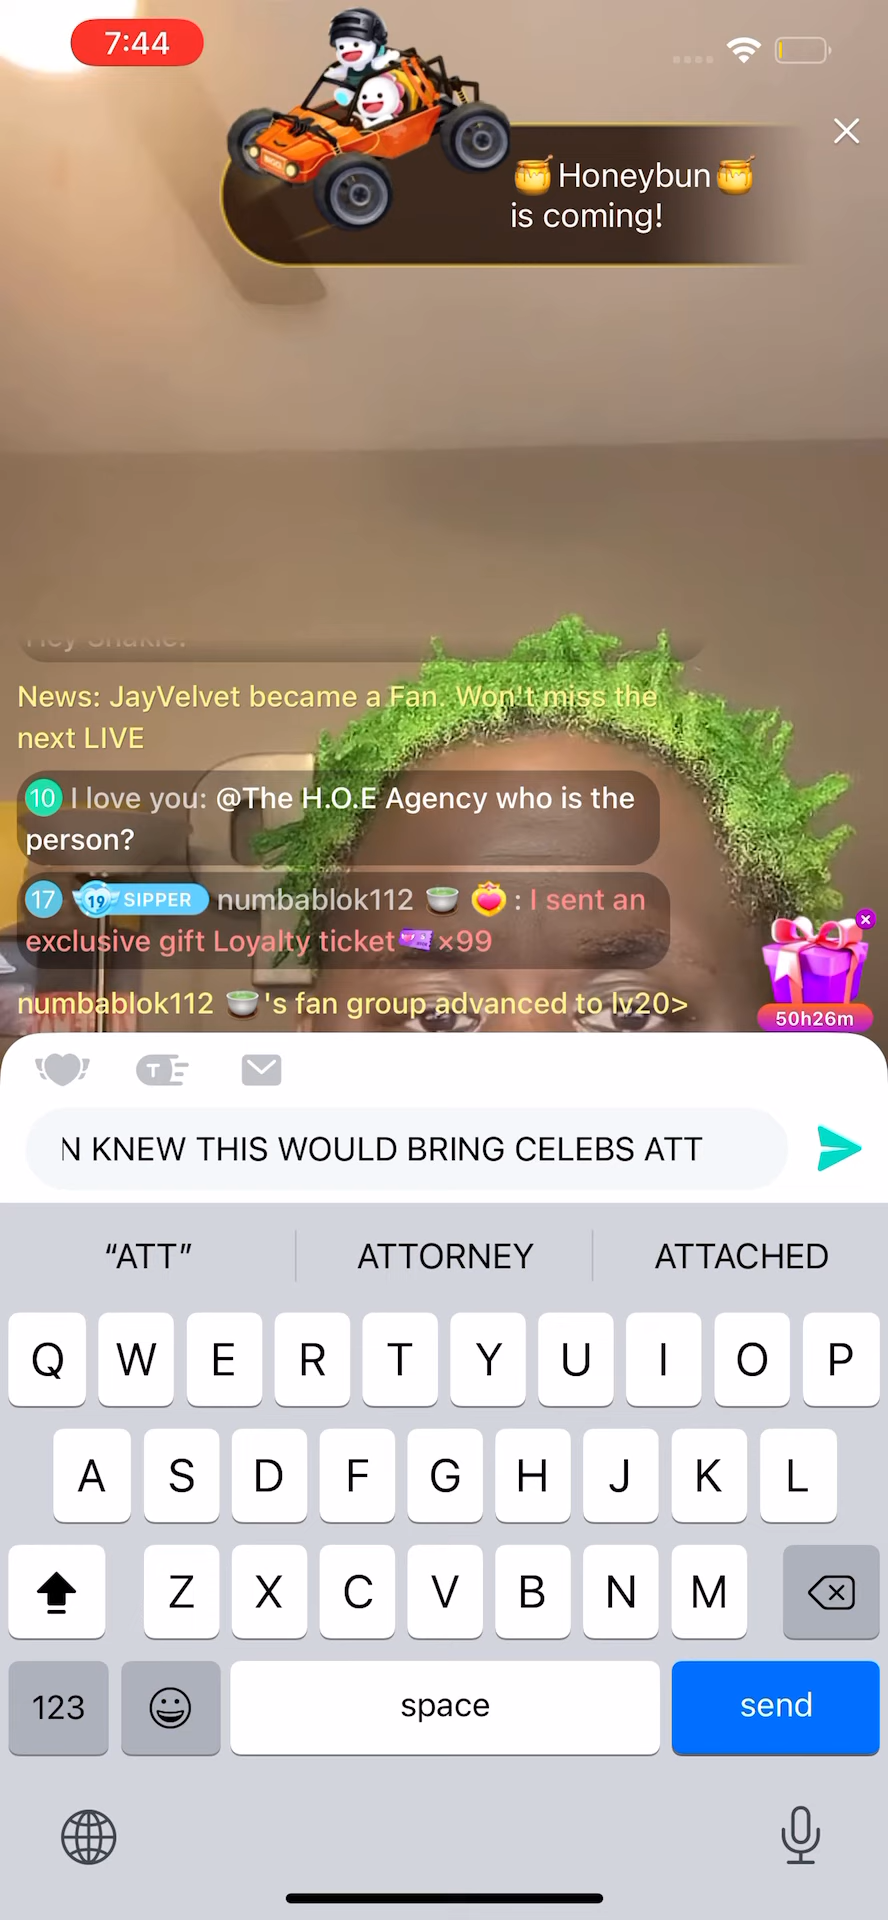 7:44
🍯Honeybun🍯
is coming!
News: JayVelvet became a Fan. Won't miss the
next LIVE
10 I love you: @The H.O.E Agency who is the
person?
17 19 SIPPER numbablok112 🍵 : I sent an
exclusive gift Loyalty ticket ×99
numbablok112 🍵's fan group advanced to lv20>
50h26m
N KNEW THIS WOULD BRING CELEBS ATT
“ATT” ATTORNEY ATTACHED
Q W E R T Y U I O P
A S D F G H J K L
Z X C V B N M
123 space send